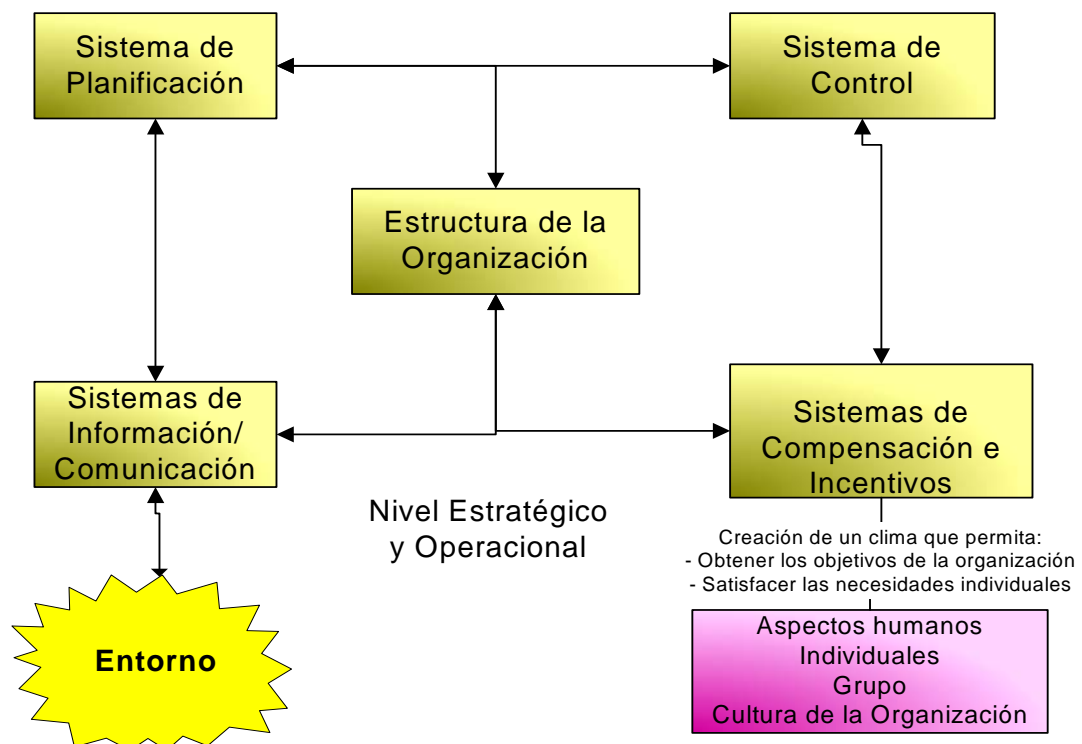 Sistema de
Planificación
Sistema de
Control
Estructura de la
Organización
Sistemas de
Información/
Comunicación
Sistemas de
Compensación e
Incentivos
Nivel Estratégico
y Operacional
Creación de un clima que permita:
- Obtener los objetivos de la organización
- Satisfacer las necesidades individuales
Entorno
Aspectos humanos
Individuales
Grupo
Cultura de la Organización